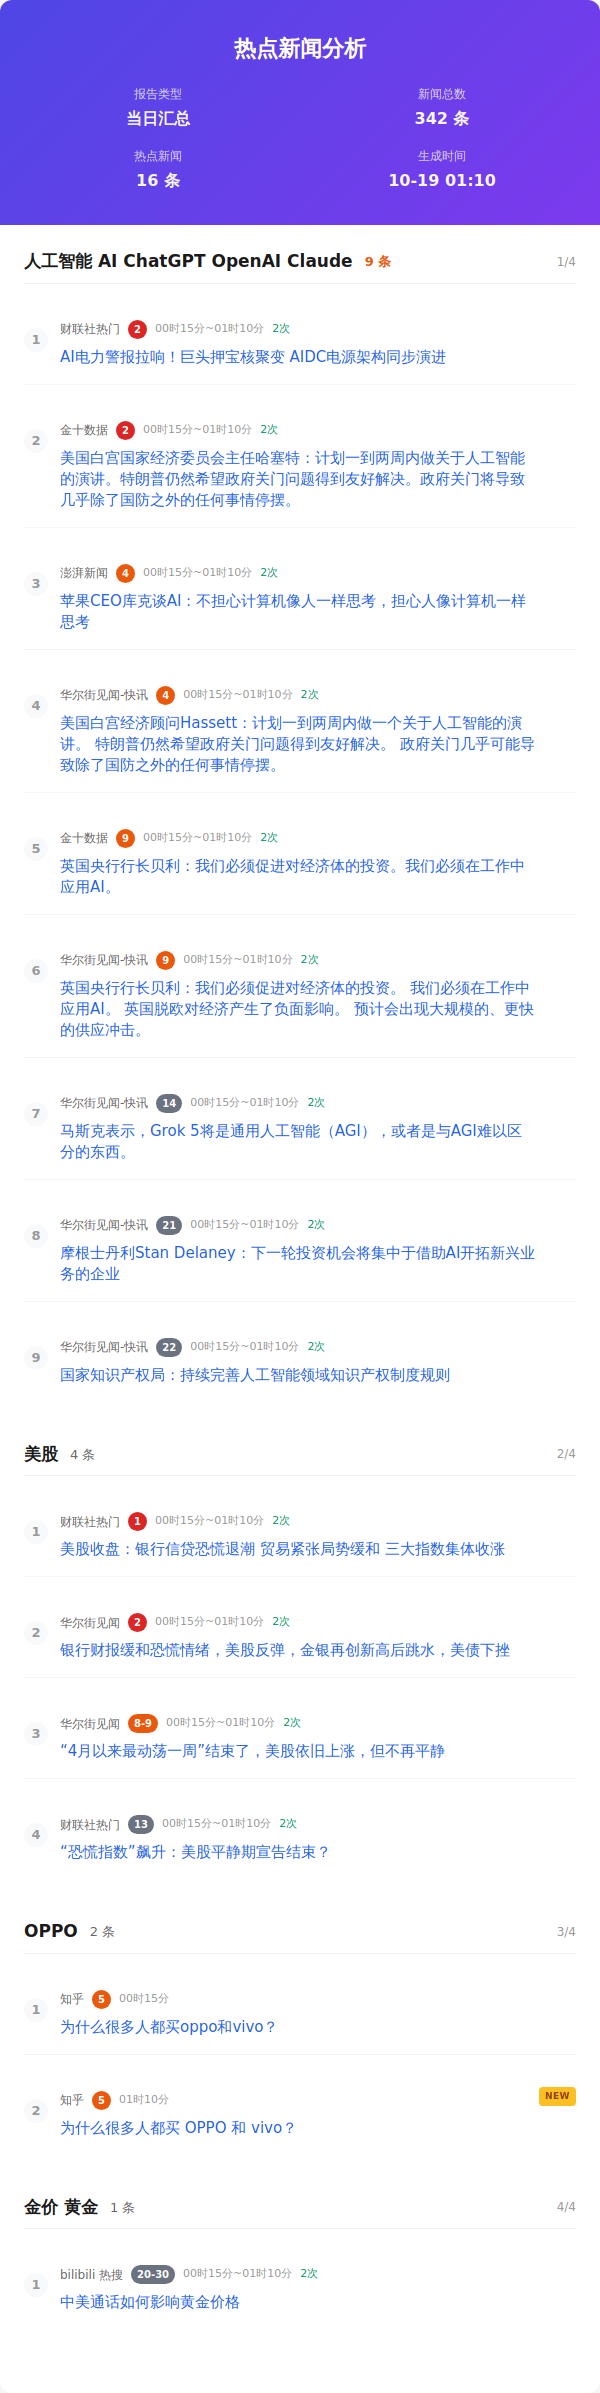 热点新闻分析
报告类型
当日汇总
新闻总数
342 条
热点新闻
16 条
生成时间
10-19 01:10
人工智能 AI ChatGPT OpenAI Claude 9 条 1/4
1 财联社热门 2 00时15分~01时10分 2次
AI电力警报拉响！巨头押宝核聚变 AIDC电源架构同步演进
2 金十数据 2 00时15分~01时10分 2次
美国白宫国家经济委员会主任哈塞特：计划一到两周内做关于人工智能
的演讲。特朗普仍然希望政府关门问题得到友好解决。政府关门将导致
几乎除了国防之外的任何事情停摆。
3 澎湃新闻 4 00时15分~01时10分 2次
苹果CEO库克谈AI：不担心计算机像人一样思考，担心人像计算机一样
思考
4 华尔街见闻-快讯 4 00时15分~01时10分 2次
美国白宫经济顾问Hassett：计划一到两周内做一个关于人工智能的演
讲。 特朗普仍然希望政府关门问题得到友好解决。 政府关门几乎可能导
致除了国防之外的任何事情停摆。
5 金十数据 9 00时15分~01时10分 2次
英国央行行长贝利：我们必须促进对经济体的投资。我们必须在工作中
应用AI。
6 华尔街见闻-快讯 9 00时15分~01时10分 2次
英国央行行长贝利：我们必须促进对经济体的投资。 我们必须在工作中
应用AI。 英国脱欧对经济产生了负面影响。 预计会出现大规模的、更快
的供应冲击。
7 华尔街见闻-快讯 14 00时15分~01时10分 2次
马斯克表示，Grok 5将是通用人工智能（AGI），或者是与AGI难以区
分的东西。
8 华尔街见闻-快讯 21 00时15分~01时10分 2次
摩根士丹利Stan Delaney：下一轮投资机会将集中于借助AI开拓新兴业
务的企业
9 华尔街见闻-快讯 22 00时15分~01时10分 2次
国家知识产权局：持续完善人工智能领域知识产权制度规则
美股 4 条 2/4
1 财联社热门 1 00时15分~01时10分 2次
美股收盘：银行信贷恐慌退潮 贸易紧张局势缓和 三大指数集体收涨
2 华尔街见闻 2 00时15分~01时10分 2次
银行财报缓和恐慌情绪，美股反弹，金银再创新高后跳水，美债下挫
3 华尔街见闻 8-9 00时15分~01时10分 2次
“4月以来最动荡一周”结束了，美股依旧上涨，但不再平静
4 财联社热门 13 00时15分~01时10分 2次
“恐慌指数”飙升：美股平静期宣告结束？
OPPO 2 条 3/4
1 知乎 5 00时15分
为什么很多人都买oppo和vivo？
2 知乎 5 01时10分 NEW
为什么很多人都买 OPPO 和 vivo？
金价 黄金 1 条 4/4
1 bilibili 热搜 20-30 00时15分~01时10分 2次
中美通话如何影响黄金价格